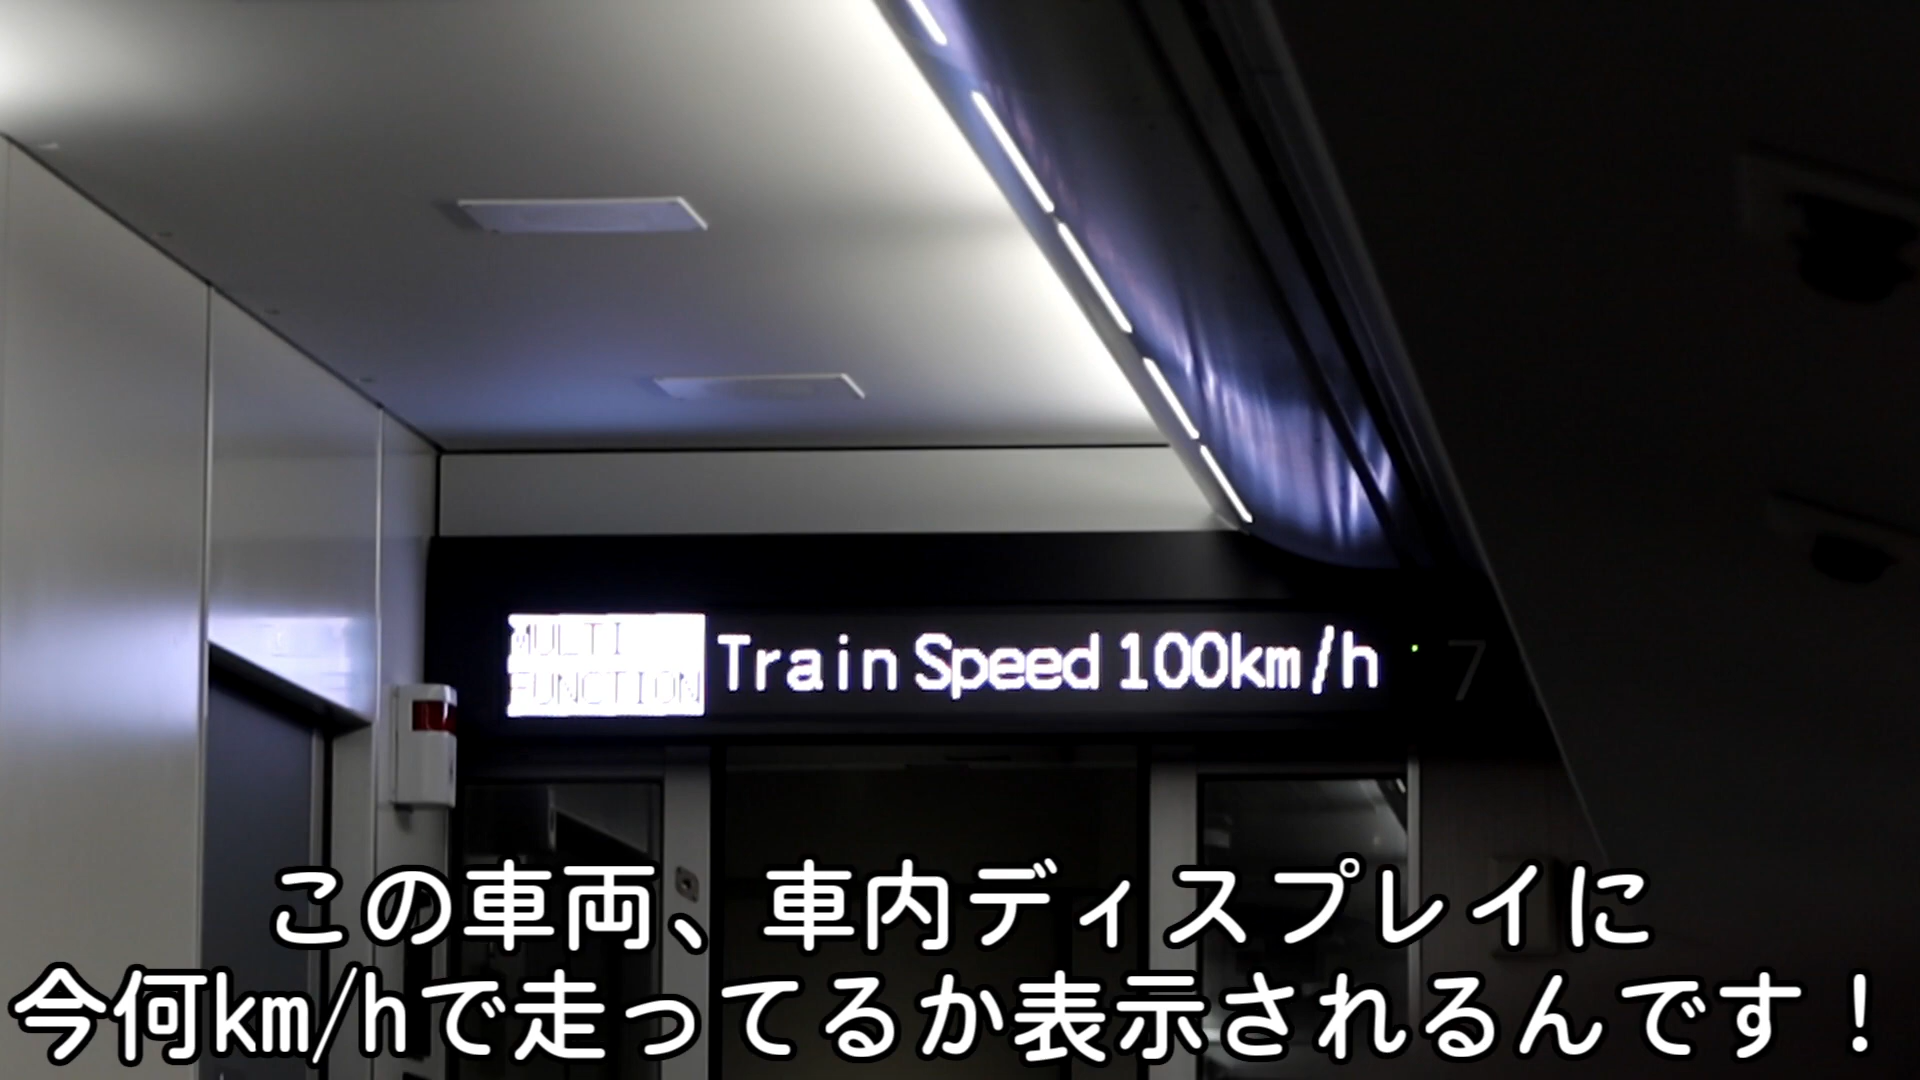 MULTI
FUNCTION
Train Speed 100km/h
7
この車両、車内ディスプレイに
今何km/hで走ってるか表示されるんです！